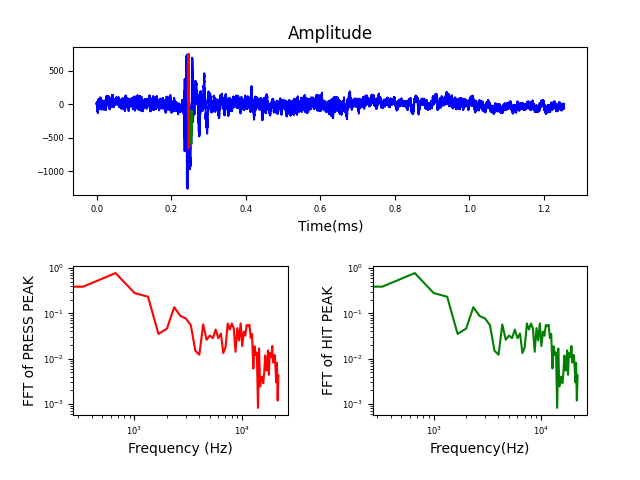 Amplitude
500
0
−500
−1000
0.0 0.2 0.4 0.6 0.8 1.0 1.2
Time(ms)
FFT of PRESS PEAK
10⁰
10⁻¹
10⁻²
10⁻³
10³ 10⁴
Frequency (Hz)
FFT of HIT PEAK
10⁰
10⁻¹
10⁻²
10⁻³
10³ 10⁴
Frequency(Hz)